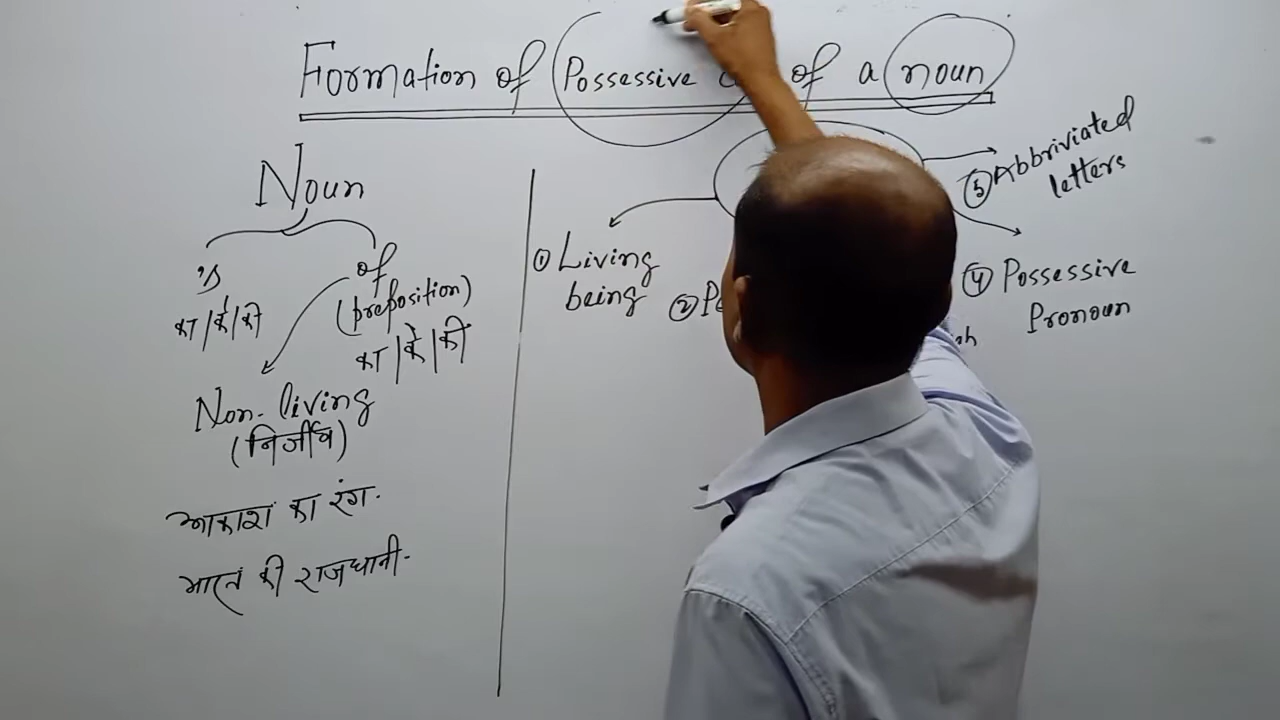 Formation of Possessive of a noun
Noun
's of
(preposition)
का/के/की
का/के/की
Non-living
(निर्जीव)
आकाश का रंग.
भारत की राजधानी.
① Living
being
②
④ Possessive
Pronoun
⑤ Abbriviated
letters